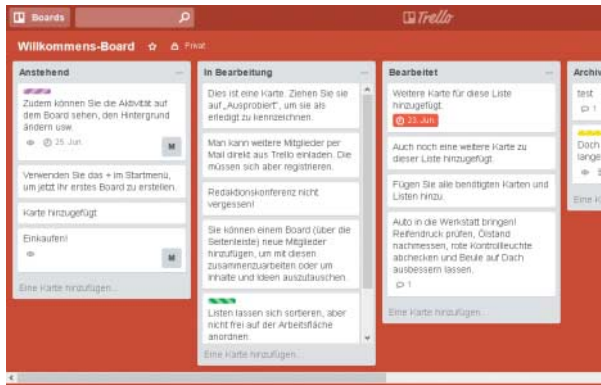 Boards
Trello
Willkommens-Board
Privat
Anstehend
Zudem können Sie die Aktivität auf
dem Board sehen, den Hintergrund
ändern usw.
25. Jun.
M
Verwenden Sie das + im Startmenü,
um jetzt Ihr erstes Board zu erstellen.
Karte hinzugefügt
Einkaufen!
M
Eine Karte hinzufügen...
In Bearbeitung
Dies ist eine Karte. Ziehen Sie sie
auf „Ausprobiert“, um sie als
erledigt zu kennzeichnen.
Man kann weitere Mitglieder per
Mail direkt aus Trello einladen. Die
müssen sich aber registrieren.
Redaktionskonferenz nicht
vergessen!
Sie können einem Board (über die
Seitenleiste) neue Mitglieder
hinzufügen, um mit diesen
zusammenzuarbeiten oder um
Inhalte und Ideen auszutauschen.
Listen lassen sich sortieren, aber
nicht frei auf der Arbeitsfläche
anordnen.
Eine Karte hinzufügen...
Bearbeitet
Weitere Karte für diese Liste
hinzugefügt.
23. Jun.
Auch noch eine weitere Karte zu
dieser Liste hinzugefügt.
Fügen Sie alle benötigten Karten und
Listen hinzu.
Auto in die Werkstatt bringen!
Reifendruck prüfen, Ölstand
nachmessen, rote Kontrollleuchte
abchecken und Beule auf Dach
ausbessern lassen.
1
Eine Karte hinzufügen...
Archiv
test
1
Doch
lange
Eine K